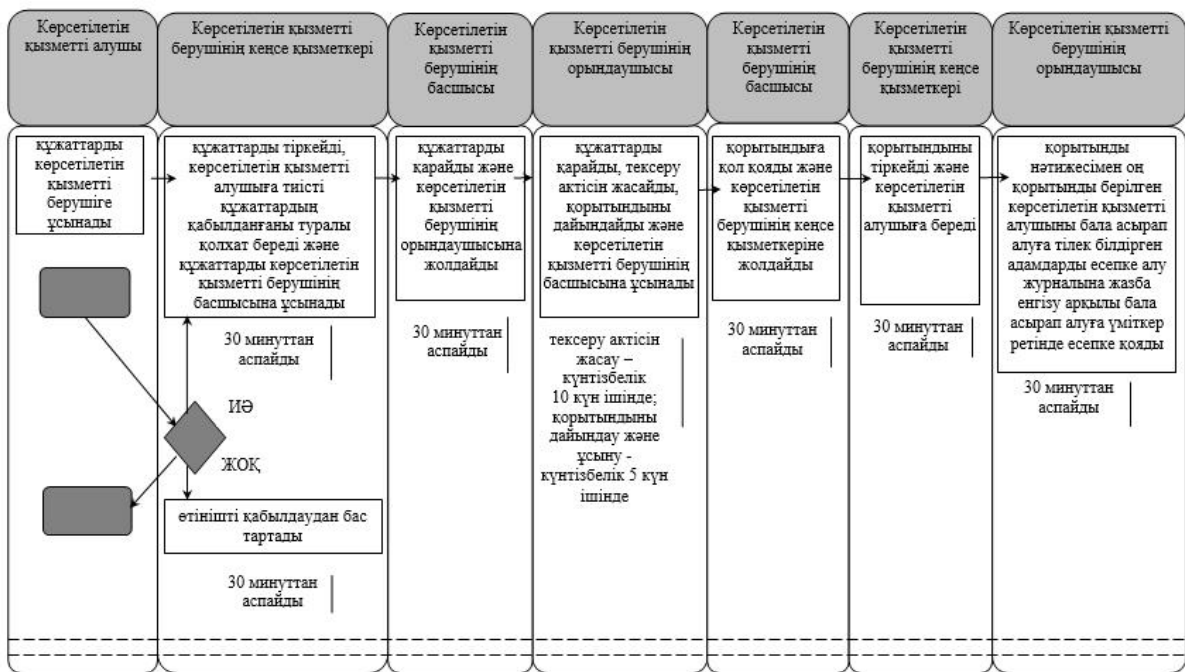 Көрсетілетін
қызметті алушы
Көрсетілетін қызметті
берушінің кеңсе қызметкері
Көрсетілетін
қызметті
берушінің
басшысы
Көрсетілетін
қызметті берушінің
орындаушысы
Көрсетілетін
қызметті
берушінің
басшысы
Көрсетілетін
қызметті
берушінің кеңсе
қызметкері
Көрсетілетін қызметті
берушінің
орындаушысы
құжаттарды
көрсетілетін
қызметті
берушіге
ұсынады
құжаттарды тіркейді,
көрсетілетін қызметті
алушыға тиісті
құжаттардың
қабылданғаны туралы
қолхат береді және
құжаттарды көрсетілетін
қызметті берушінің
басшысына ұсынады
30 минуттан
аспайды
ИӘ
ЖОҚ
өтінішті қабылдаудан бас
тартады
30 минуттан
аспайды
құжаттарды
қарайды және
көрсетілетін
қызметті
берушінің
орындаушысына
жолдайды
30 минуттан
аспайды
құжаттарды
қарайды, тексеру
актісін жасайды,
қорытындыны
дайындайды және
көрсетілетін
қызметті берушінің
басшысына ұсынады
тексеру актісін
жасау –
күнтізбелік
10 күн ішінде;
қорытындыны
дайындау және
ұсыну -
күнтізбелік 5 күн
ішінде
қорытындыға
қол қояды және
көрсетілетін
қызметті
берушінің кеңсе
қызметкеріне
жолдайды
30 минуттан
аспайды
қорытындыны
тіркейді және
көрсетілетін
қызметті
алушыға береді
30 минуттан
аспайды
қорытынды
нәтижесімен оң
қорытынды берілген
көрсетілетін қызметті
алушыны бала асырап
алуға тілек білдірген
адамдарды есепке алу
журналына жазба
енгізу арқылы бала
асырап алуға үміткер
ретінде есепке қояды
30 минуттан
аспайды